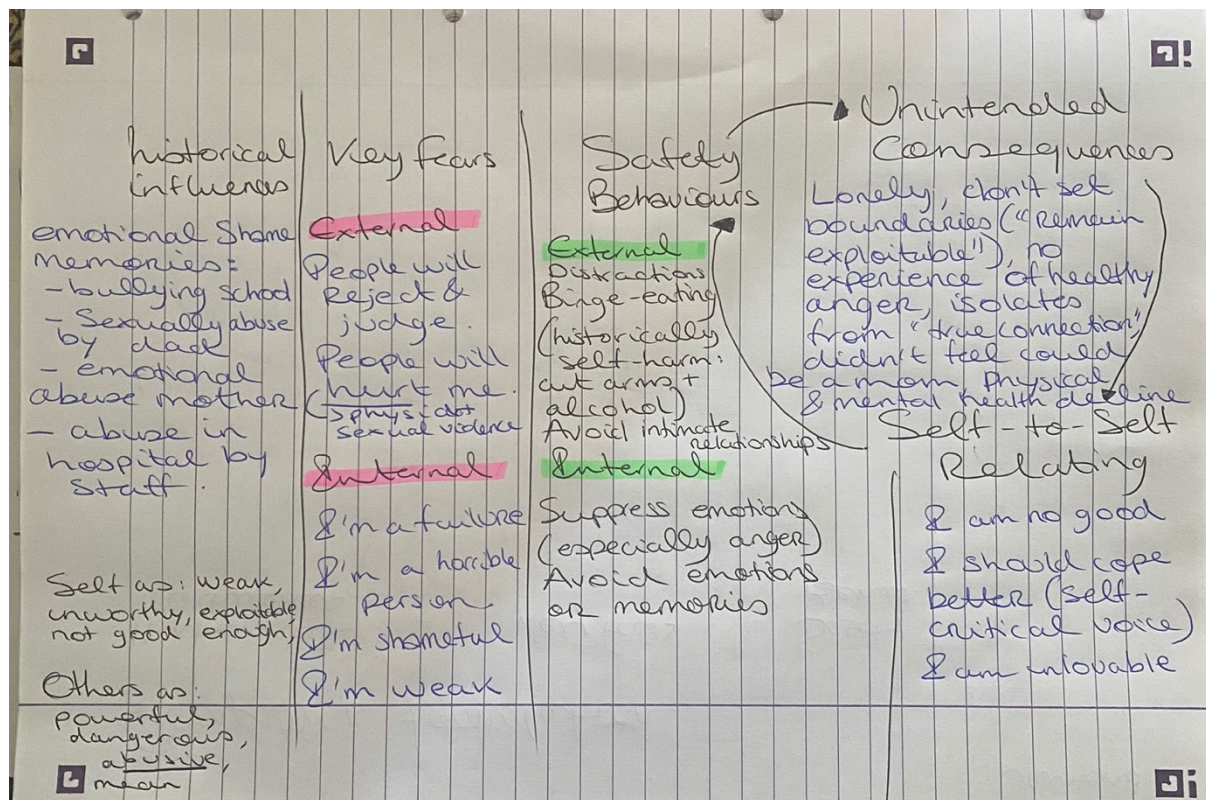 historical
influences
emotional Shame
memories:
- bullying school
- Sexually abuse
by dad
- emotional
abuse mother
- abuse in
hospital by
staff.
Self as: weak,
unworthy, exploitable,
not good enough,
Others as:
powerful,
dangerous,
abusive,
mean
Key fears
External
People will
Reject &
judge.
People will
hurt me.
physical +
sexual violence
Internal
I'm a failure
I'm a horrible
person
I'm shameful
I'm weak
Safety
Behaviours
External
Distractions
Binge-eating
(historically
self-harm:
cut arms +
alcohol)
Avoid intimate
relationships
Internal
Suppress emotions
(especially anger)
Avoid emotions
or memories
Unintended
Consequences
Lonely, don't set
boundaries ("Remain
exploitable"), no
experience of healthy
anger, isolates
from "true connection",
didn't feel could
be a mom, physical
& mental health decline
Self-to-Self
Relating
I am no good
I should cope
better (self-
critical voice)
I am unlovable